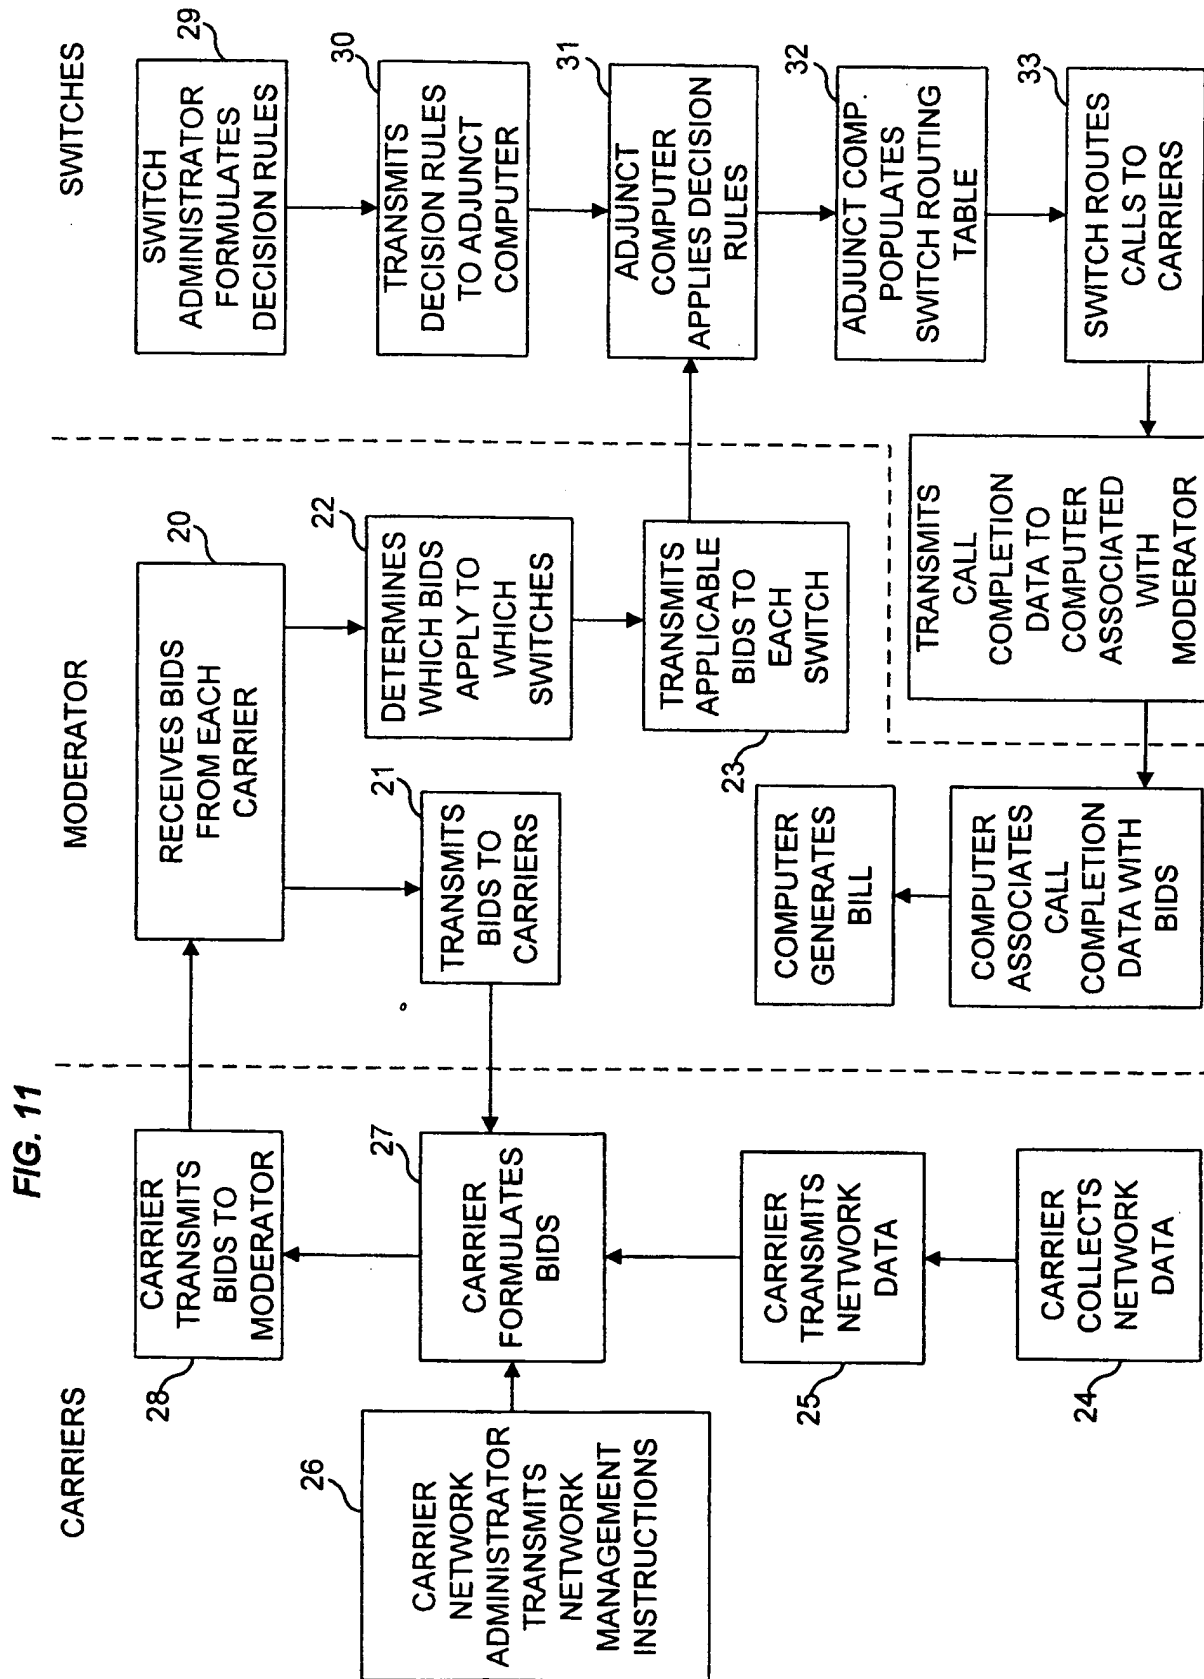 FIG. 11
CARRIERS
MODERATOR
SWITCHES
28
CARRIER
TRANSMITS
BIDS TO
MODERATOR
27
CARRIER
FORMULATES
BIDS
26
CARRIER
NETWORK
ADMINISTRATOR
TRANSMITS
NETWORK
MANAGEMENT
INSTRUCTIONS
25
CARRIER
TRANSMITS
NETWORK
DATA
24
CARRIER
COLLECTS
NETWORK
DATA
20
RECEIVES BIDS
FROM EACH
CARRIER
21
TRANSMITS
BIDS TO
CARRIERS
22
DETERMINES
WHICH BIDS
APPLY TO
WHICH
SWITCHES
23
TRANSMITS
APPLICABLE
BIDS TO
EACH
SWITCH
COMPUTER
GENERATES
BILL
COMPUTER
ASSOCIATES
CALL
COMPLETION
DATA WITH
BIDS
TRANSMITS
CALL
COMPLETION
DATA TO
COMPUTER
ASSOCIATED
WITH
MODERATOR
29
SWITCH
ADMINISTRATOR
FORMULATES
DECISION RULES
30
TRANSMITS
DECISION RULES
TO ADJUNCT
COMPUTER
31
ADJUNCT
COMPUTER
APPLIES DECISION
RULES
32
ADJUNCT COMP.
POPULATES
SWITCH ROUTING
TABLE
33
SWITCH ROUTES
CALLS TO
CARRIERS